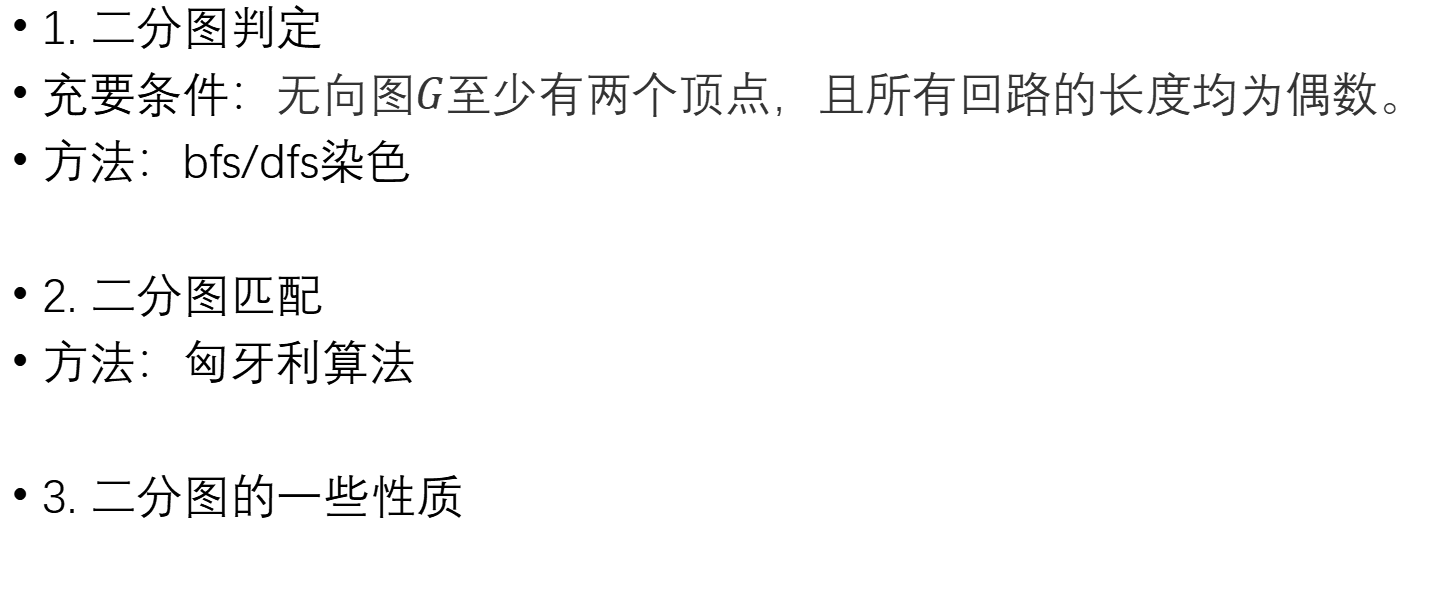 • 1. 二分图判定
• 充要条件：无向图G至少有两个顶点，且所有回路的长度均为偶数。
• 方法：bfs/dfs染色
• 2. 二分图匹配
• 方法：匈牙利算法
• 3. 二分图的一些性质